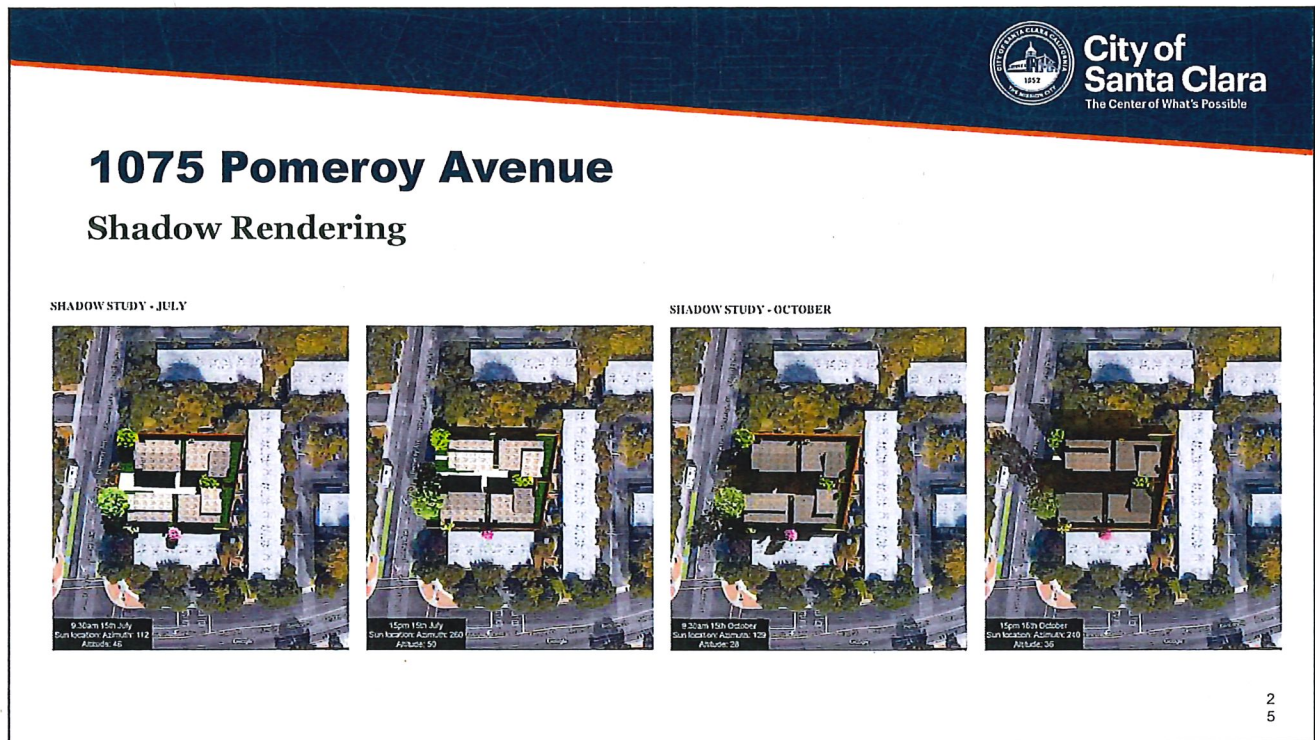 City of
Santa Clara
The Center of What's Possible
1852
1075 Pomeroy Avenue
Shadow Rendering
SHADOW STUDY - JULY
SHADOW STUDY - OCTOBER
9.30am 15th July
Sun location: Azimuth: 112
Altitude: 46
15pm 15th July
Sun location: Azimuth: 260
Altitude: 50
9.30am 15th October
Sun location: Azimuth: 129
Altitude: 28
15pm 15th October
Sun location: Azimuth: 210
Altitude: 36
Google
2
5